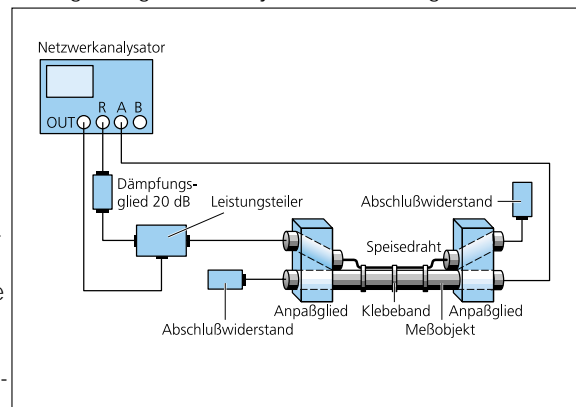 Netzwerkanalysator
R A B
OUT
Dämpfungs-
glied 20 dB
Leistungsteiler
Abschlußwiderstand
Speisedraht
Anpaßglied
Klebeband
Anpaßglied
Abschlußwiderstand
Meßobjekt